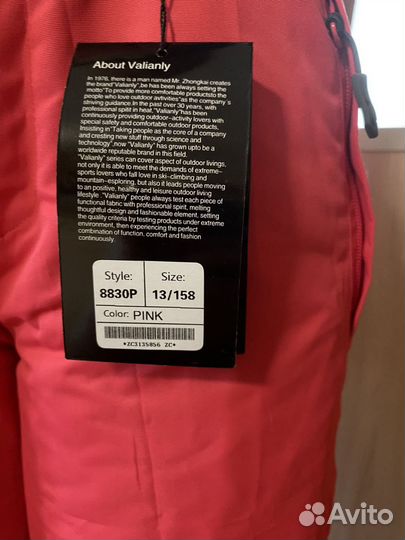 About Valianly
In 1976, there is a man named Mr. Zhongkai creates
the brand"Valianly",be has been always setting the
motto"To provide more comfortable productsto the
people who love outdoor avtivities"as the company`s
striving guidance.In the past over 30 years, with
professional spirit in heat,"Valianly"has been
continuously providing outdoor-activity lovers with
special safety and comfortable outdoor products,
Insisting in"Taking people as the core of a company
and cresting new stuff through science and
technology",now "Valianly" has grown upto be a
worldwide reputable brand in this field.
"Valianly" series can cover aspect of outdoor livings,
not only it is able to meet the demands of extreme-
sports lovers who fall love in ski-climbing and
mountain-esploring, but also it leads people moving
to an positive, healthy and leisure outdoor living
lifestyle ."Valianly" people always test each piece of
functional fabric with professional spirit, melting
thoughtful design and fashionable element, setting
the quality criteria by testing products under extreme
environment, then experiencing the perfect
combination of function, comfort and fashion
continuously.
Style: Size:
8830P 13/158
Color: PINK
*ZC3135856 ZC*
Avito